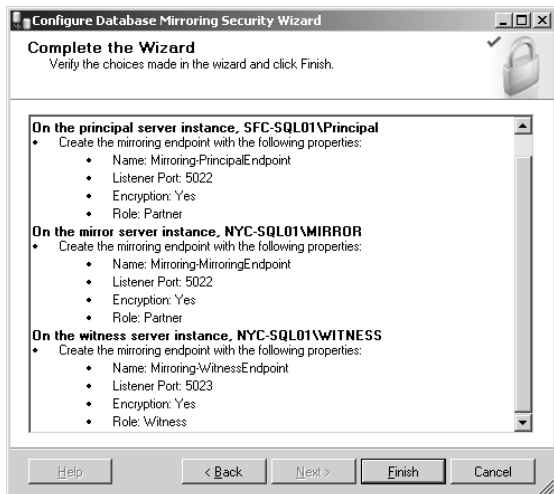 Configure Database Mirroring Security Wizard
Complete the Wizard
Verify the choices made in the wizard and click Finish.
On the principal server instance, SFC-SQL01\Principal
• Create the mirroring endpoint with the following properties:
• Name: Mirroring-PrincipalEndpoint
• Listener Port: 5022
• Encryption: Yes
• Role: Partner
On the mirror server instance, NYC-SQL01\MIRROR
• Create the mirroring endpoint with the following properties:
• Name: Mirroring-MirroringEndpoint
• Listener Port: 5022
• Encryption: Yes
• Role: Partner
On the witness server instance, NYC-SQL01\WITNESS
• Create the mirroring endpoint with the following properties:
• Name: Mirroring-WitnessEndpoint
• Listener Port: 5023
• Encryption: Yes
• Role: Witness
Help < Back Next > Finish Cancel